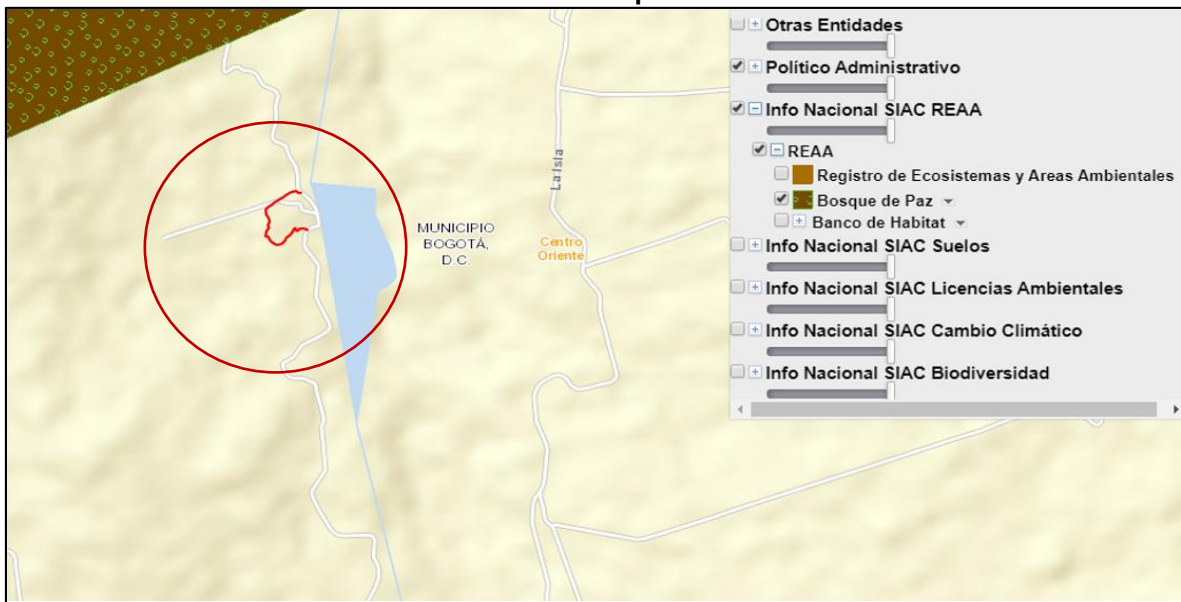 La Isla
MUNICIPIO
BOGOTÁ,
D.C.
Centro
Oriente
Otras Entidades
Político Administrativo
Info Nacional SIAC REAA
REAA
Registro de Ecosistemas y Areas Ambientales
Bosque de Paz
Banco de Habitat
Info Nacional SIAC Suelos
Info Nacional SIAC Licencias Ambientales
Info Nacional SIAC Cambio Climático
Info Nacional SIAC Biodiversidad